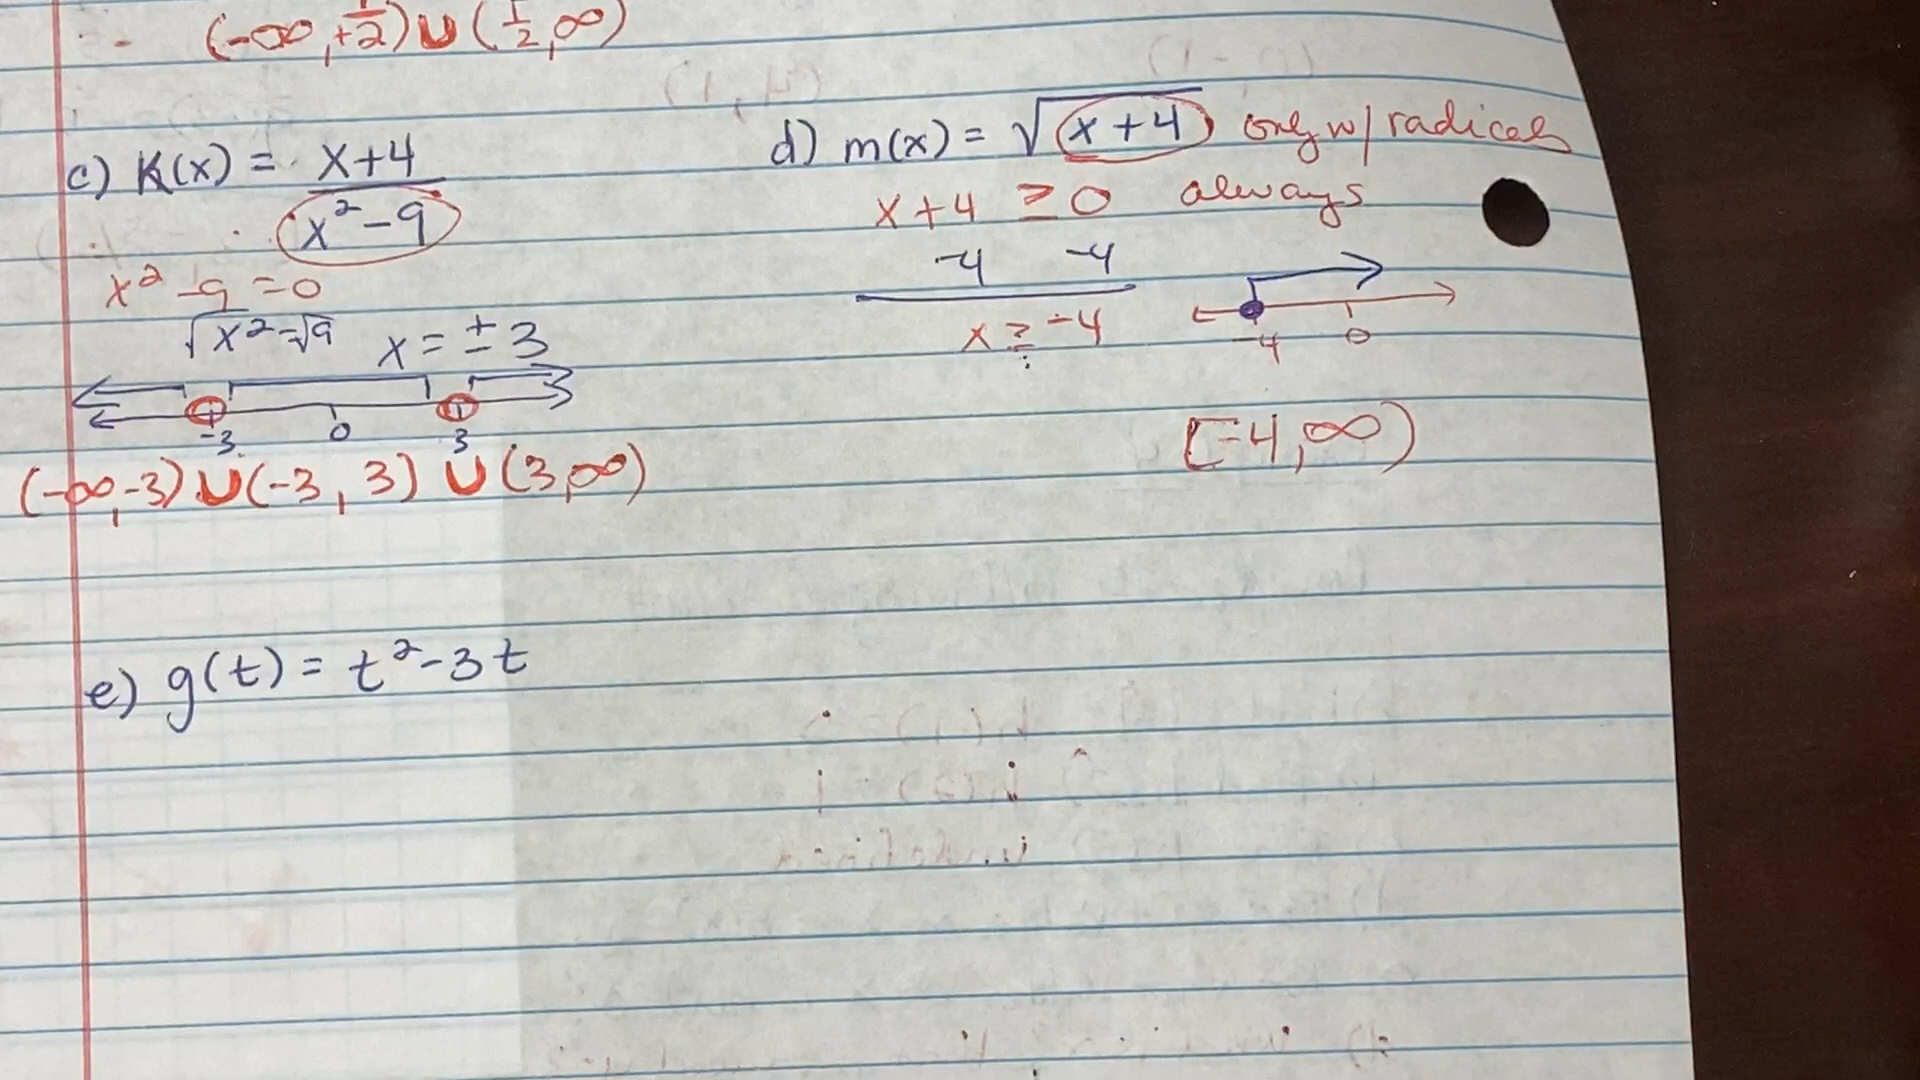 (-∞,+1/2)∪(1/2,∞)
c) K(x) = x+4
x²-9
x²-9=0
√x²=√9 x=±3
-3 0 3
(-∞,-3)∪(-3,3)∪(3,∞)
d) m(x) = √x+4 only w/ radicals
x+4 ≥0 always
-4 -4
x≥-4
-4 0
[-4,∞)
e) g(t) = t²-3t